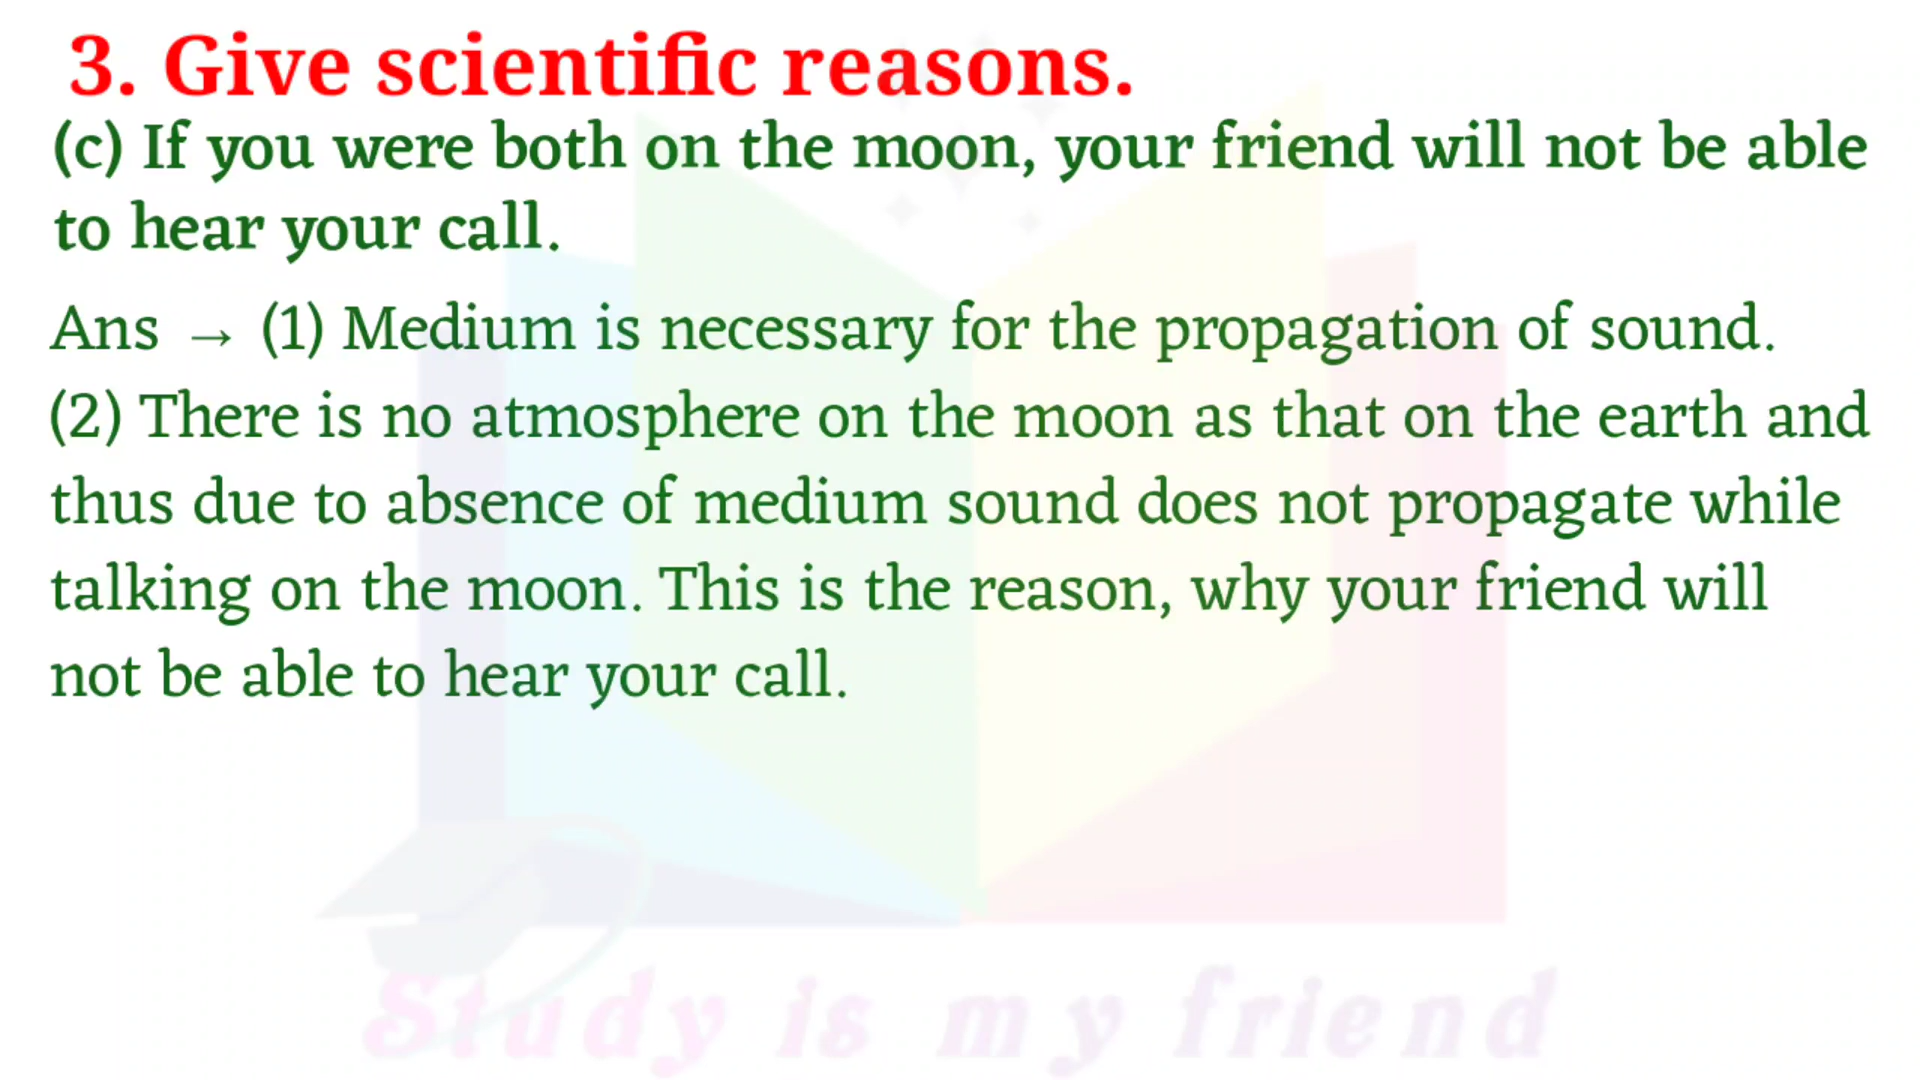 3. Give scientific reasons.
(c) If you were both on the moon, your friend will not be able
to hear your call.
Ans → (1) Medium is necessary for the propagation of sound.
(2) There is no atmosphere on the moon as that on the earth and
thus due to absence of medium sound does not propagate while
talking on the moon. This is the reason, why your friend will
not be able to hear your call.
Study is my friend